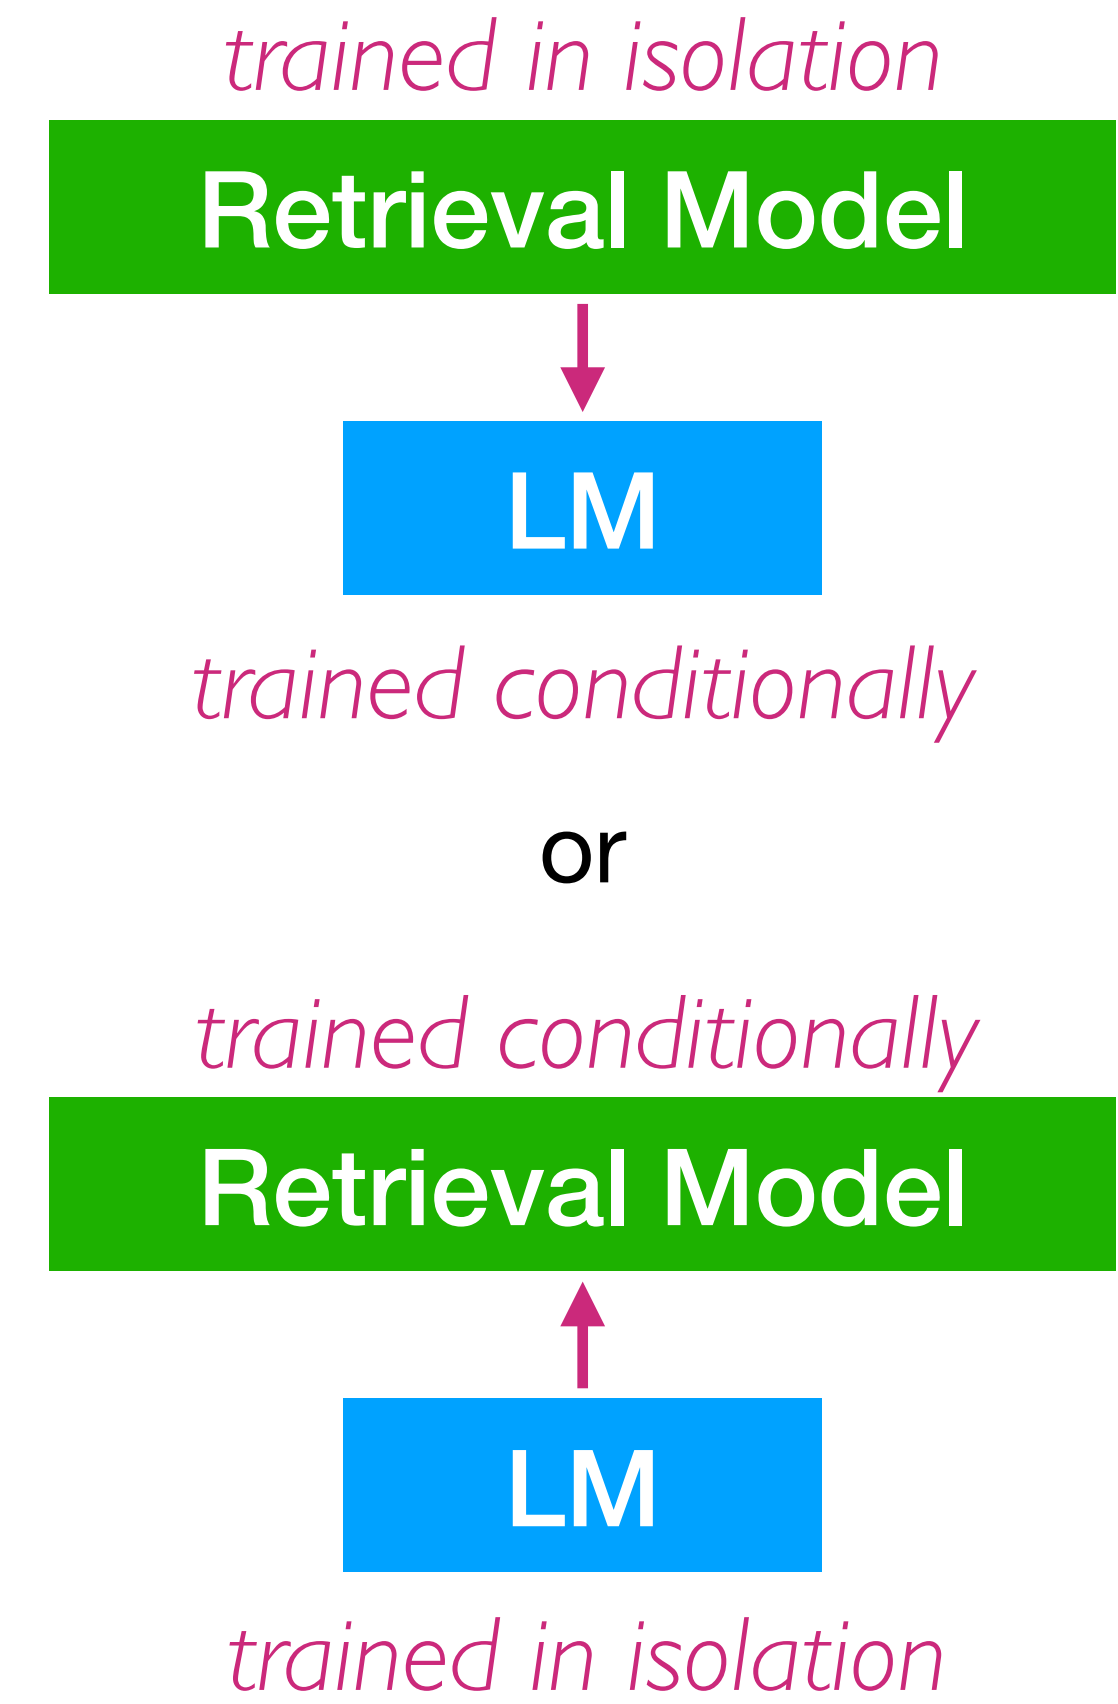 trained in isolation
Retrieval Model
LM
trained conditionally
or
trained conditionally
Retrieval Model
LM
trained in isolation